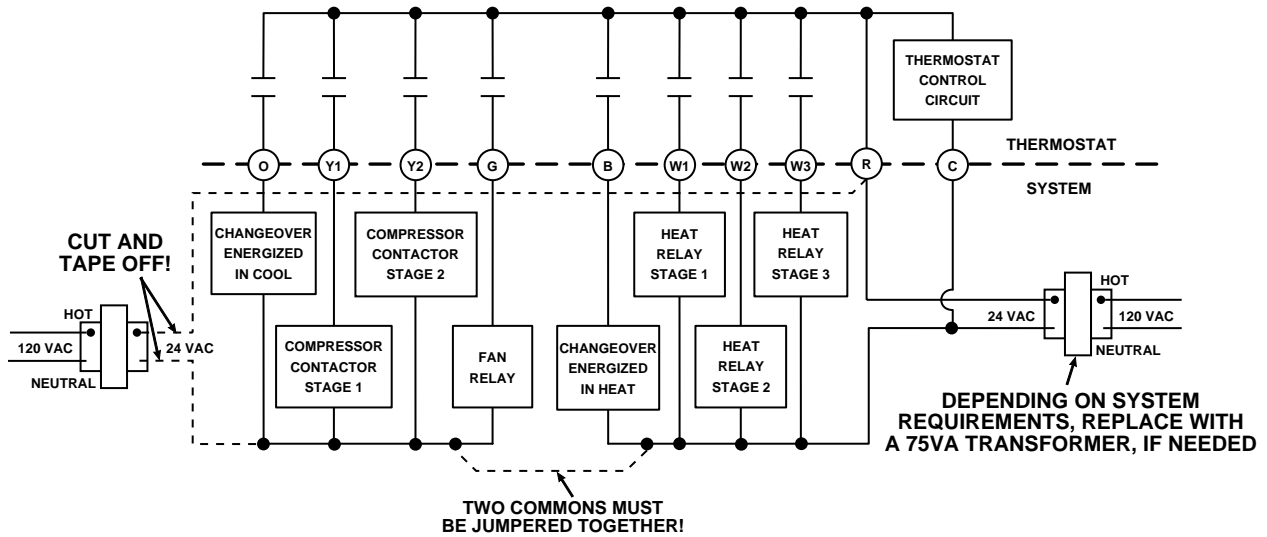 THERMOSTAT
CONTROL
CIRCUIT
THERMOSTAT
O Y1 Y2 G B W1 W2 W3 R C
SYSTEM
CHANGEOVER
ENERGIZED
IN COOL
COMPRESSOR
CONTACTOR
STAGE 2
HEAT
RELAY
STAGE 1
HEAT
RELAY
STAGE 3
CUT AND
TAPE OFF!
HOT
120 VAC
24 VAC
NEUTRAL
COMPRESSOR
CONTACTOR
STAGE 1
FAN
RELAY
CHANGEOVER
ENERGIZED
IN HEAT
HEAT
RELAY
STAGE 2
HOT
24 VAC
120 VAC
NEUTRAL
DEPENDING ON SYSTEM
REQUIREMENTS, REPLACE WITH
A 75VA TRANSFORMER, IF NEEDED
TWO COMMONS MUST
BE JUMPERED TOGETHER!